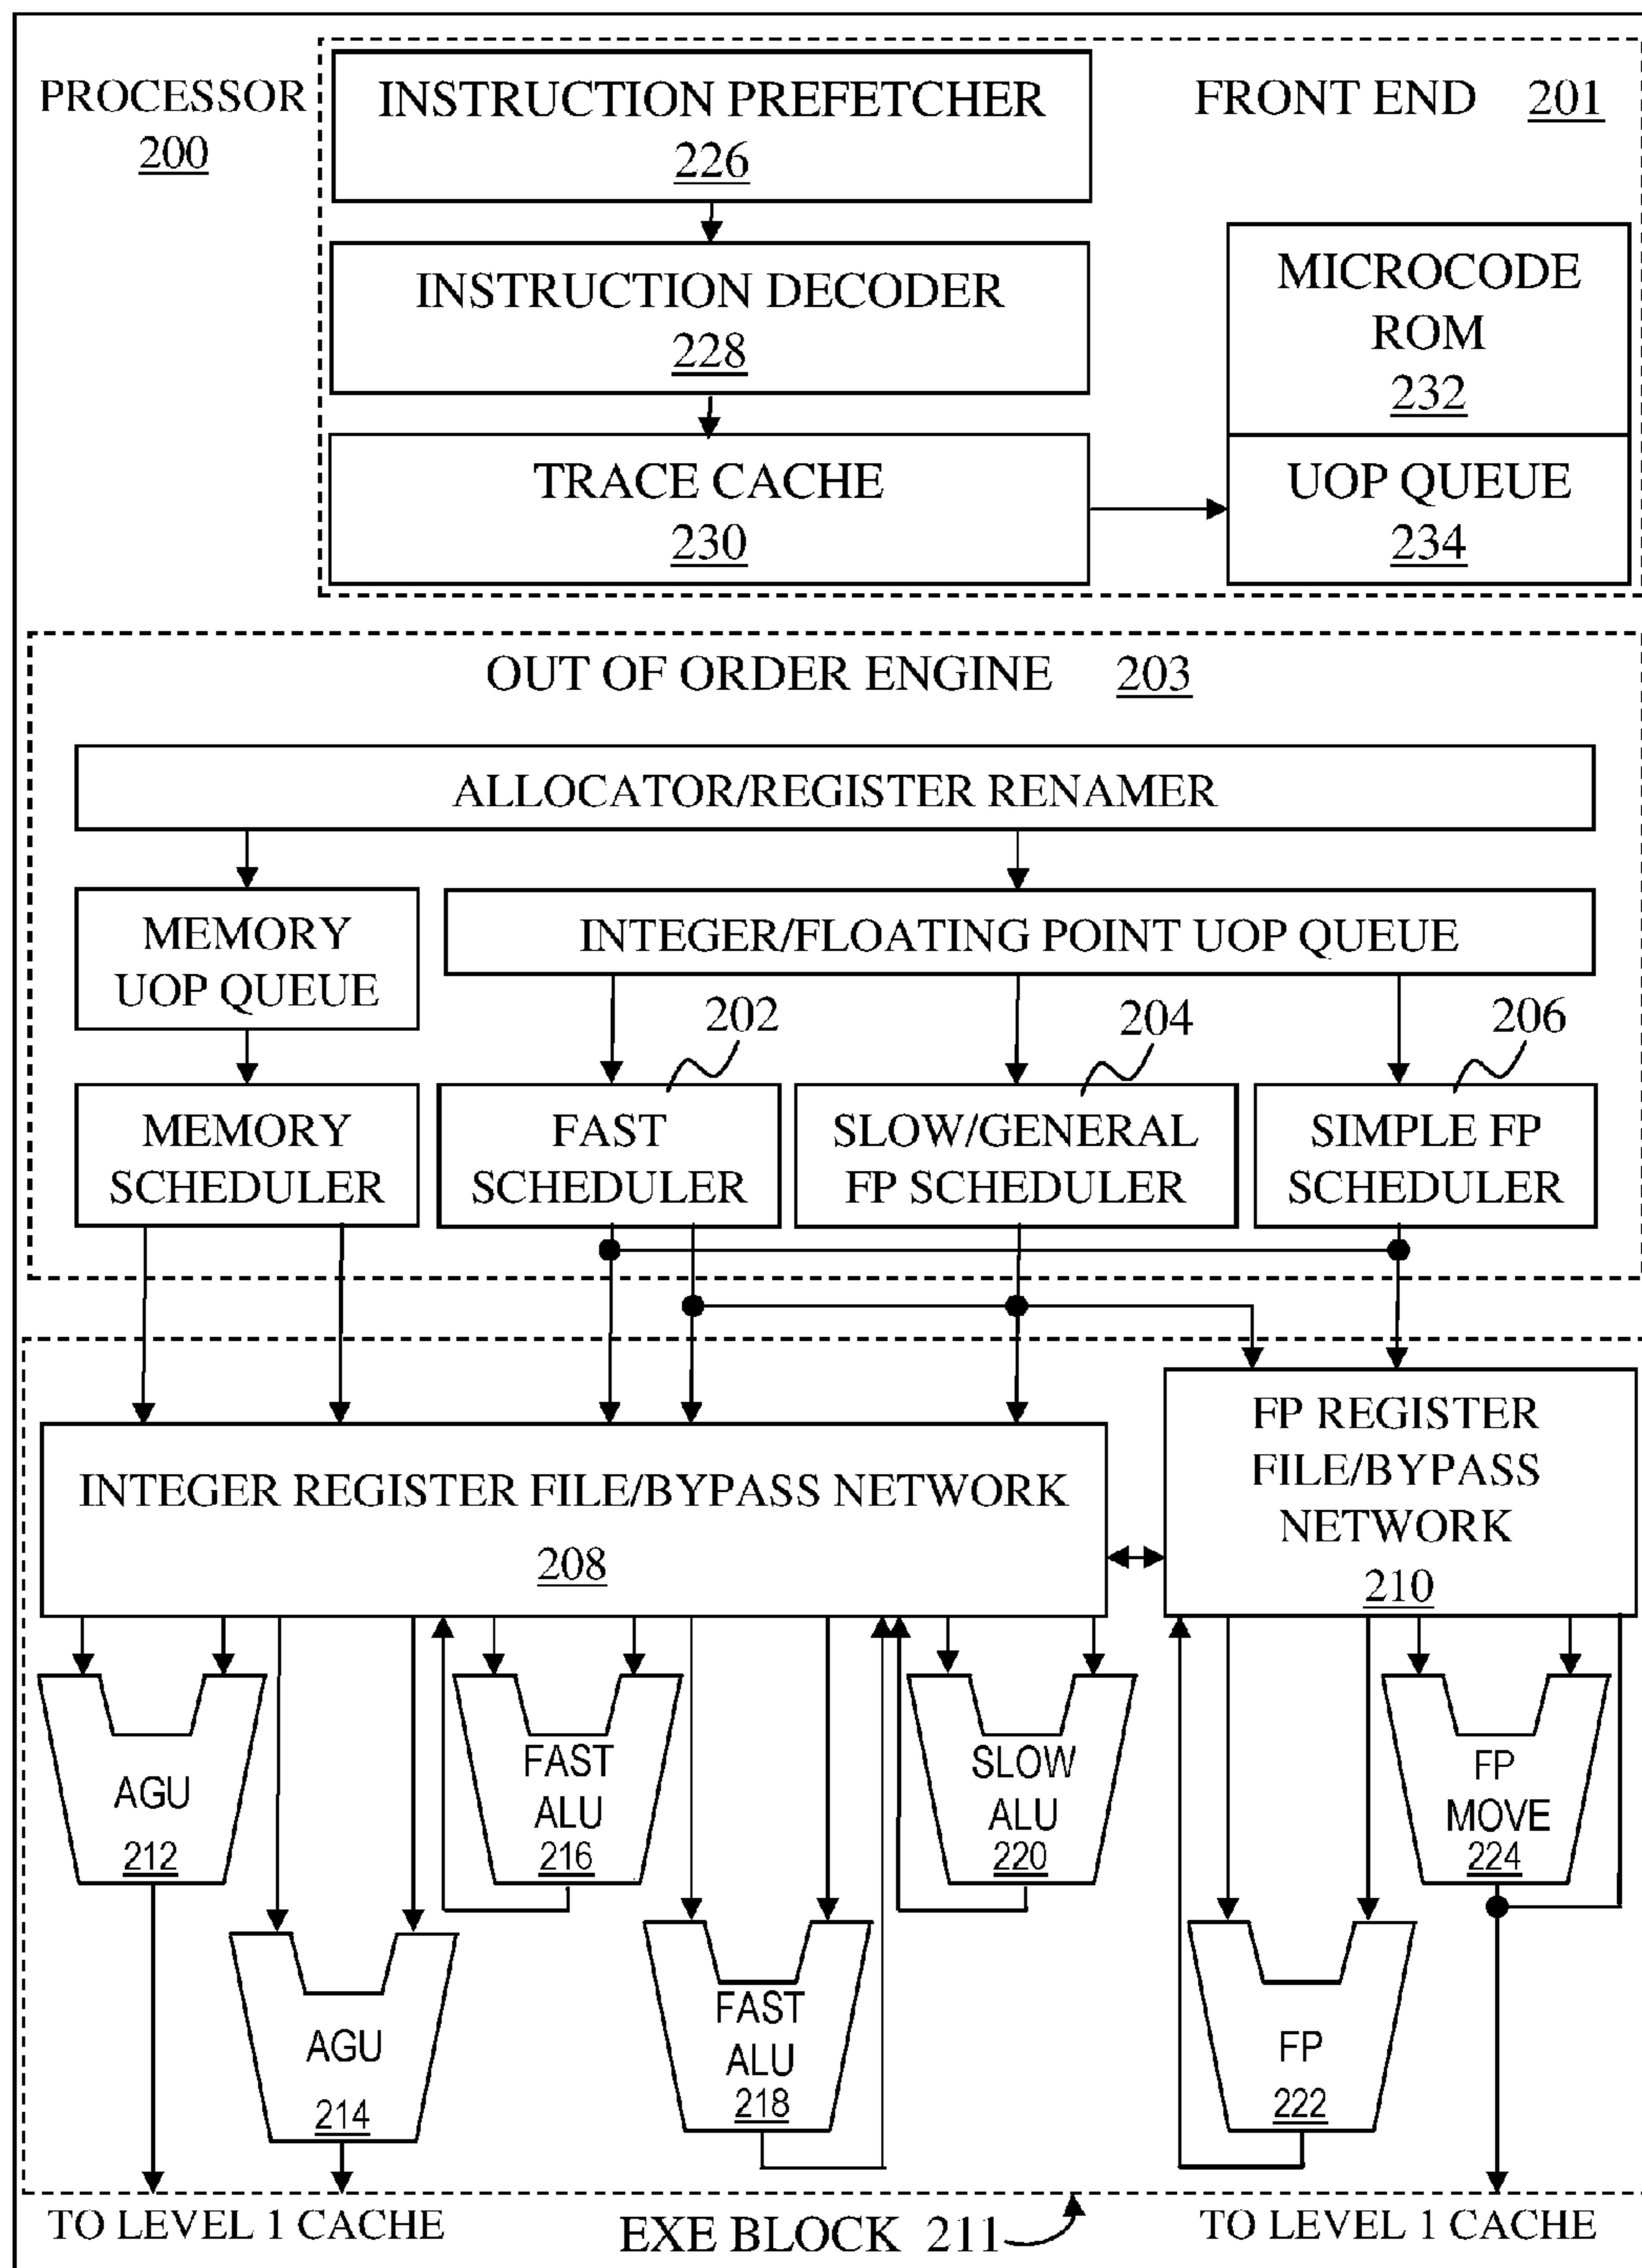 PROCESSOR
200
INSTRUCTION PREFETCHER
226
FRONT END 201
INSTRUCTION DECODER
228
MICROCODE
ROM
232
TRACE CACHE
230
UOP QUEUE
234
OUT OF ORDER ENGINE 203
ALLOCATOR/REGISTER RENAMER
MEMORY
UOP QUEUE
INTEGER/FLOATING POINT UOP QUEUE
202
204
206
MEMORY
SCHEDULER
FAST
SCHEDULER
SLOW/GENERAL
FP SCHEDULER
SIMPLE FP
SCHEDULER
INTEGER REGISTER FILE/BYPASS NETWORK
208
FP REGISTER
FILE/BYPASS
NETWORK
210
AGU
212
FAST
ALU
216
SLOW
ALU
220
FP
MOVE
224
AGU
214
FAST
ALU
218
FP
222
TO LEVEL 1 CACHE
EXE BLOCK 211
TO LEVEL 1 CACHE